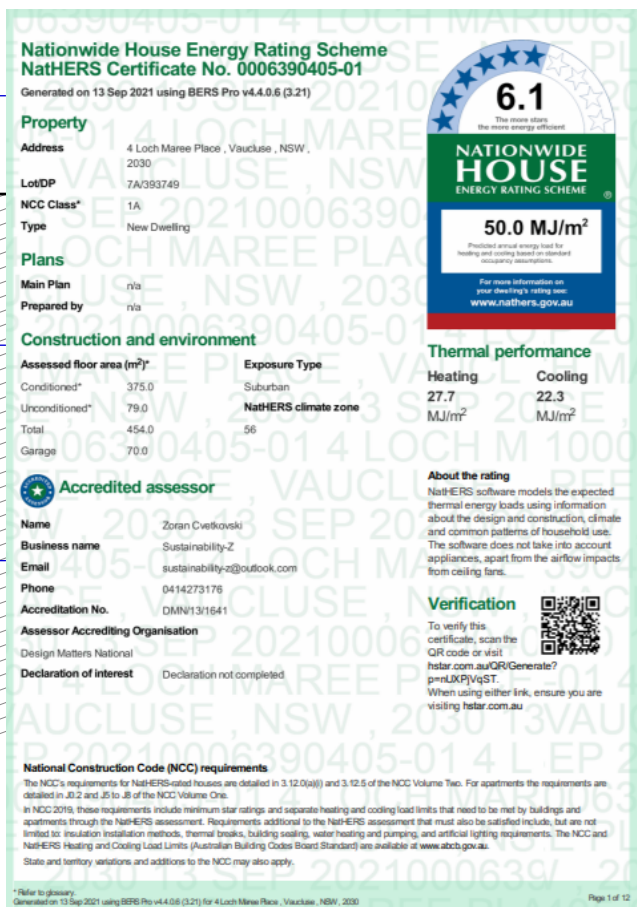 Nationwide House Energy Rating Scheme
NatHERS Certificate No. 0006390405-01
Generated on 13 Sep 2021 using BERS Pro v4.4.0.6 (3.21)
Property
Address 4 Loch Maree Place , Vaucluse , NSW ,
2030
Lot/DP 7A/393749
NCC Class* 1A
Type New Dwelling
Plans
Main Plan n/a
Prepared by n/a
Construction and environment
Assessed floor area (m²)* Exposure Type
Conditioned* 375.0 Suburban
Unconditioned* 79.0 NatHERS climate zone
Total 454.0 56
Garage 70.0
ACCREDITED ASSESSOR
Accredited assessor
Name Zoran Cvetkovski
Business name Sustainability-Z
Email sustainability-z@outlook.com
Phone 0414273176
Accreditation No. DMN/13/1641
Assessor Accrediting Organisation
Design Matters National
Declaration of interest Declaration not completed
6.1
The more stars
the more energy efficient
NATIONWIDE
HOUSE
ENERGY RATING SCHEME
®
50.0 MJ/m²
Predicted annual energy load for
heating and cooling based on standard
occupancy assumptions.
For more information on
your dwelling's rating see:
www.nathers.gov.au
Thermal performance
Heating Cooling
27.7 22.3
MJ/m² MJ/m²
About the rating
NatHERS software models the expected
thermal energy loads using information
about the design and construction, climate
and common patterns of household use.
The software does not take into account
appliances, apart from the airflow impacts
from ceiling fans.
Verification
To verify this
certificate, scan the
QR code or visit
hstar.com.au/QR/Generate?
p=nUXPjVqST.
When using either link, ensure you are
visiting hstar.com.au
National Construction Code (NCC) requirements
The NCC's requirements for NatHERS-rated houses are detailed in 3.12.0(a)(i) and 3.12.5 of the NCC Volume Two. For apartments the requirements are
detailed in J0.2 and J5 to J8 of the NCC Volume One.
In NCC 2019, these requirements include minimum star ratings and separate heating and cooling load limits that need to be met by buildings and
apartments through the NatHERS assessment. Requirements additional to the NatHERS assessment that must also be satisfied include, but are not
limited to: insulation installation methods, thermal breaks, building sealing, water heating and pumping, and artificial lighting requirements. The NCC and
NatHERS Heating and Cooling Load Limits (Australian Building Codes Board Standard) are available at www.abcb.gov.au.
State and territory variations and additions to the NCC may also apply.
* Refer to glossary.
Generated on 13 Sep 2021 using BERS Pro v4.4.0.6 (3.21) for 4 Loch Maree Place , Vaucluse , NSW , 2030 Page 1 of 12